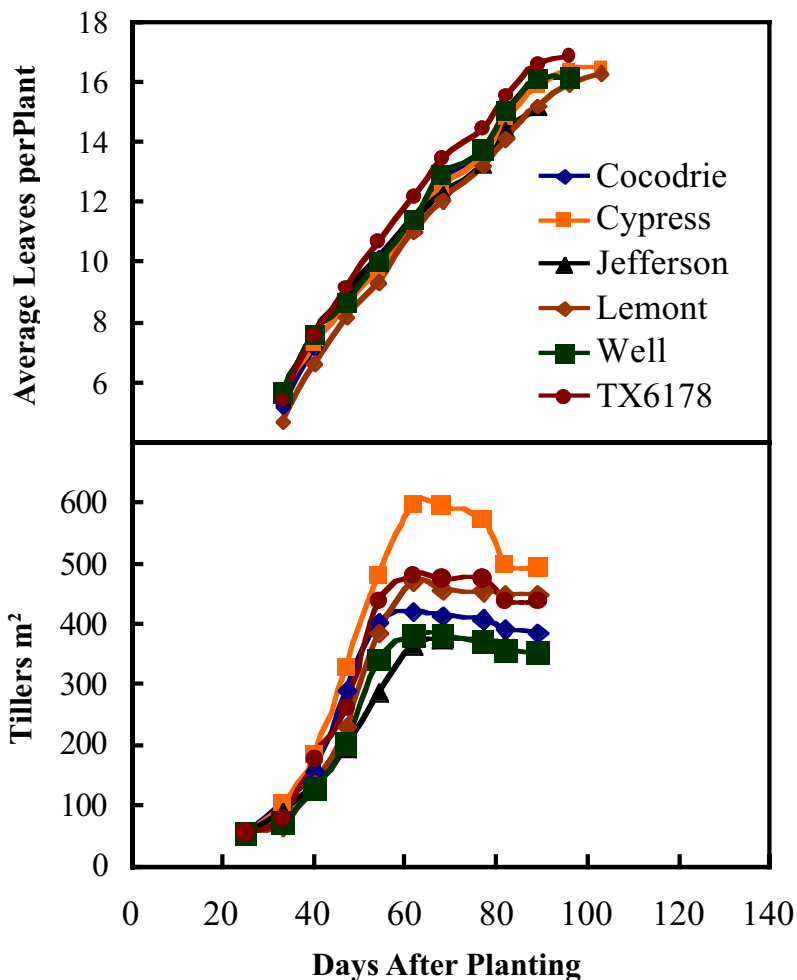 Average Leaves perPlant
18
16
14
12
10
8
6
Cocodrie
Cypress
Jefferson
Lemont
Well
TX6178
Tillers m²
600
500
400
300
200
100
0
0 20 40 60 80 100 120 140
Days After Planting